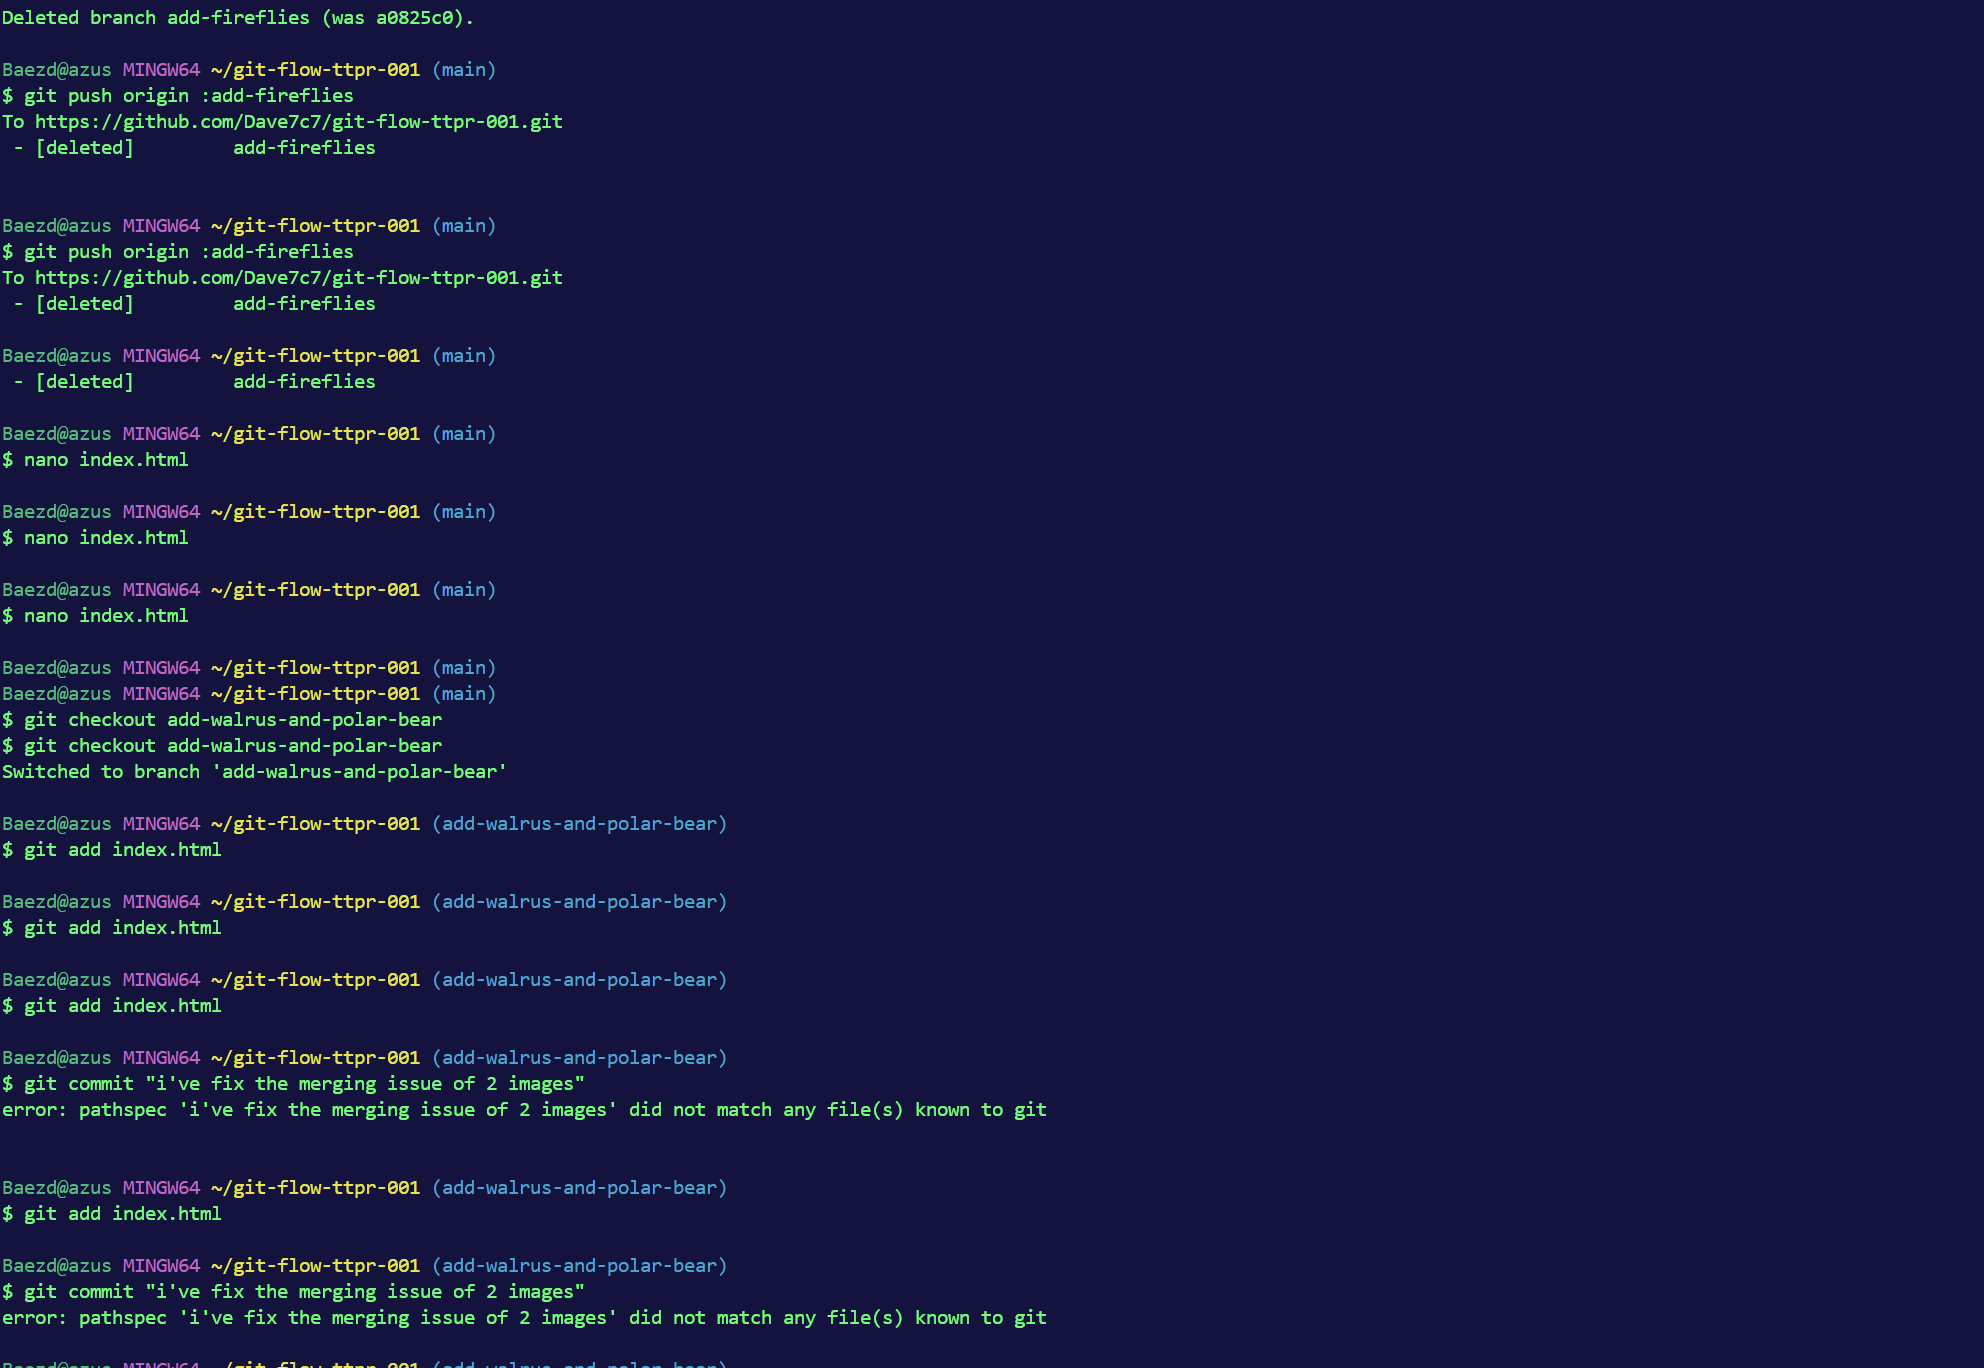 Deleted branch add-fireflies (was a0825c0).
Baezd@azus MINGW64 ~/git-flow-ttpr-001 (main)
$ git push origin :add-fireflies
To https://github.com/Dave7c7/git-flow-ttpr-001.git
 - [deleted]         add-fireflies
Baezd@azus MINGW64 ~/git-flow-ttpr-001 (main)
$ git push origin :add-fireflies
To https://github.com/Dave7c7/git-flow-ttpr-001.git
 - [deleted]         add-fireflies
Baezd@azus MINGW64 ~/git-flow-ttpr-001 (main)
 - [deleted]         add-fireflies
Baezd@azus MINGW64 ~/git-flow-ttpr-001 (main)
$ nano index.html
Baezd@azus MINGW64 ~/git-flow-ttpr-001 (main)
$ nano index.html
Baezd@azus MINGW64 ~/git-flow-ttpr-001 (main)
$ nano index.html
Baezd@azus MINGW64 ~/git-flow-ttpr-001 (main)
Baezd@azus MINGW64 ~/git-flow-ttpr-001 (main)
$ git checkout add-walrus-and-polar-bear
$ git checkout add-walrus-and-polar-bear
Switched to branch 'add-walrus-and-polar-bear'
Baezd@azus MINGW64 ~/git-flow-ttpr-001 (add-walrus-and-polar-bear)
$ git add index.html
Baezd@azus MINGW64 ~/git-flow-ttpr-001 (add-walrus-and-polar-bear)
$ git add index.html
Baezd@azus MINGW64 ~/git-flow-ttpr-001 (add-walrus-and-polar-bear)
$ git add index.html
Baezd@azus MINGW64 ~/git-flow-ttpr-001 (add-walrus-and-polar-bear)
$ git commit "i've fix the merging issue of 2 images"
error: pathspec 'i've fix the merging issue of 2 images' did not match any file(s) known to git
Baezd@azus MINGW64 ~/git-flow-ttpr-001 (add-walrus-and-polar-bear)
$ git add index.html
Baezd@azus MINGW64 ~/git-flow-ttpr-001 (add-walrus-and-polar-bear)
$ git commit "i've fix the merging issue of 2 images"
error: pathspec 'i've fix the merging issue of 2 images' did not match any file(s) known to git
Baezd@azus MINGW64 ~/git-flow-ttpr-001 (add-walrus-and-polar-bear)